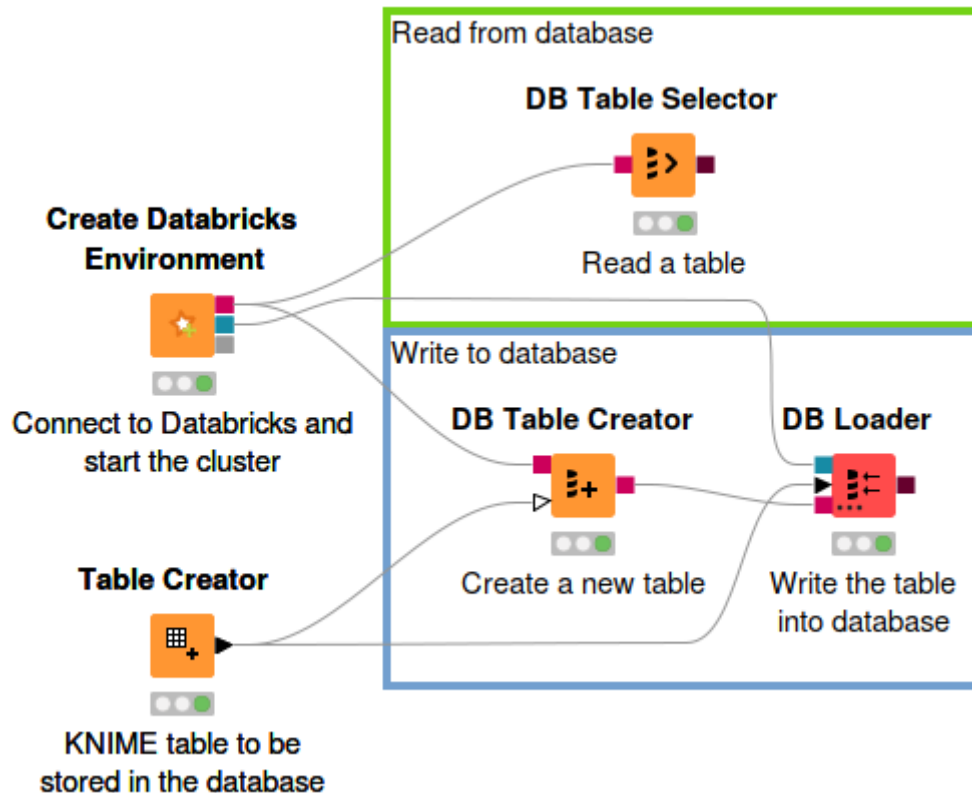 Read from database
DB Table Selector
Read a table
Create Databricks
Environment
Connect to Databricks and
start the cluster
Write to database
DB Table Creator
Create a new table
DB Loader
Write the table
into database
Table Creator
KNIME table to be
stored in the database